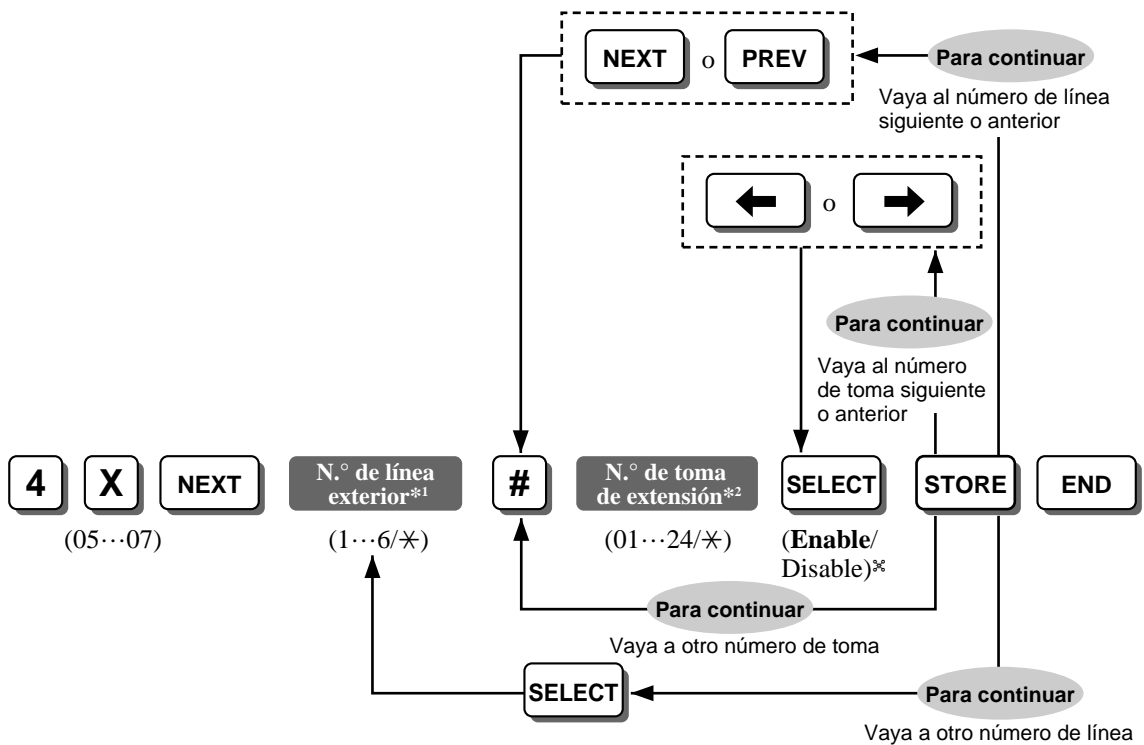 NEXT o PREV
Para continuar
Vaya al número de línea
siguiente o anterior
← o →
Para continuar
Vaya al número
de toma siguiente
o anterior
4 X NEXT N.° de línea exterior*1 # N.° de toma de extensión*2 SELECT STORE END
(05···07) (1···6/✳) (01···24/✳) (Enable/
Disable)⌘
Para continuar
Vaya a otro número de toma
SELECT
Para continuar
Vaya a otro número de línea